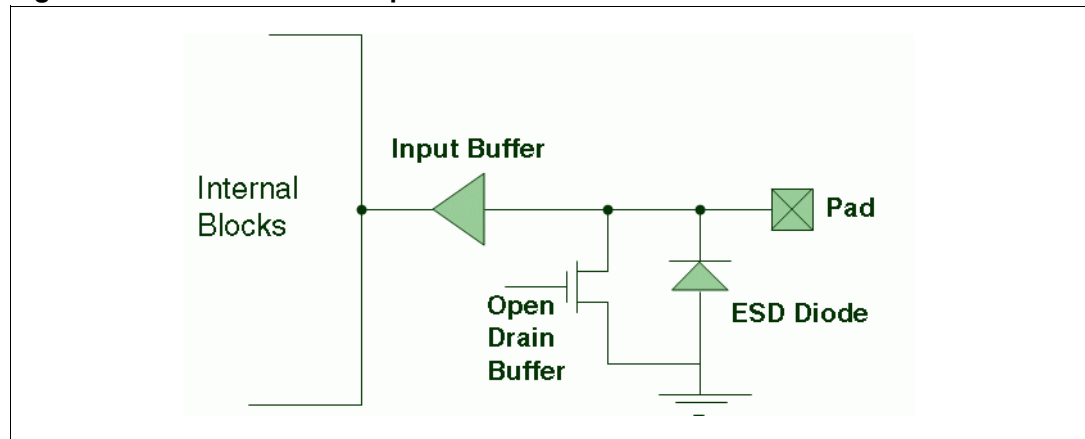 Input Buffer
Internal
Blocks
Pad
Open
Drain
Buffer
ESD Diode